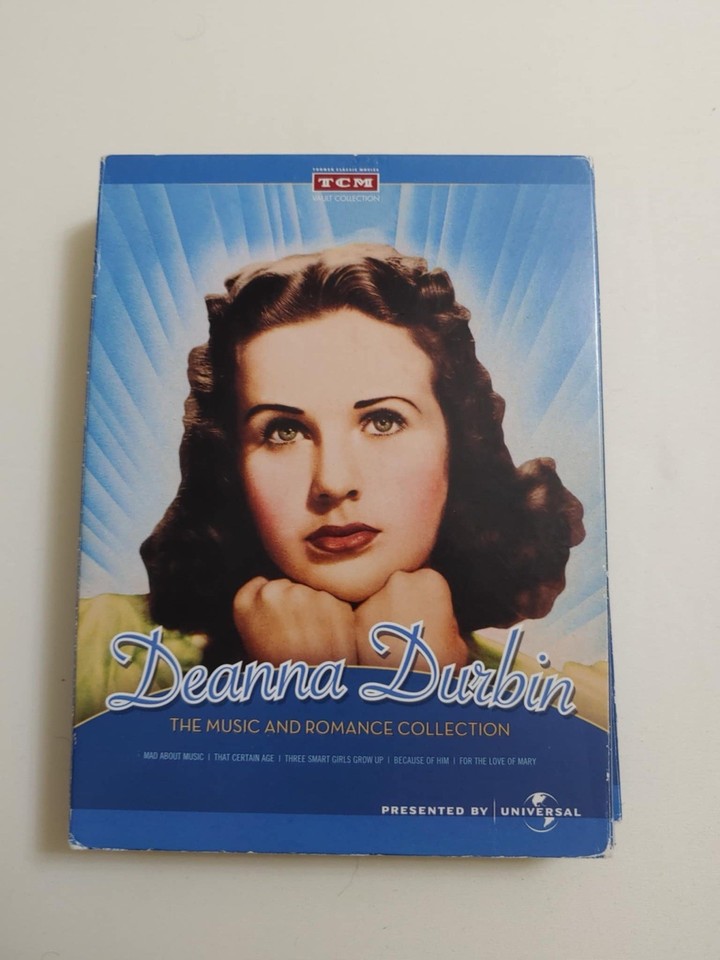 TURNER CLASSIC MOVIES
TCM
VAULT COLLECTION
Deanna Durbin
THE MUSIC AND ROMANCE COLLECTION
MAD ABOUT MUSIC | THAT CERTAIN AGE | THREE SMART GIRLS GROW UP | BECAUSE OF HIM | FOR THE LOVE OF MARY
PRESENTED BY | UNIVERSAL